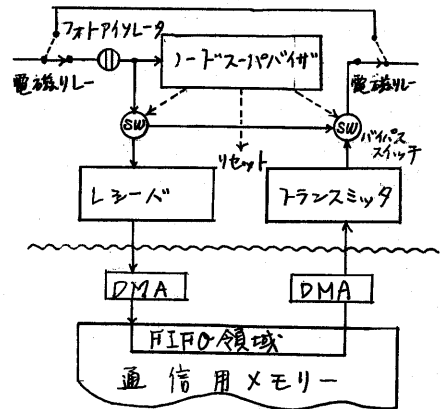 フォトアイソレータ
電磁リレー
ノードスーパバイザ
電磁リレー
SW
SW
バイパス
スイッチ
リセット
レシーバ
トランスミッタ
DMA
DMA
FIFO領域
通信用メモリー